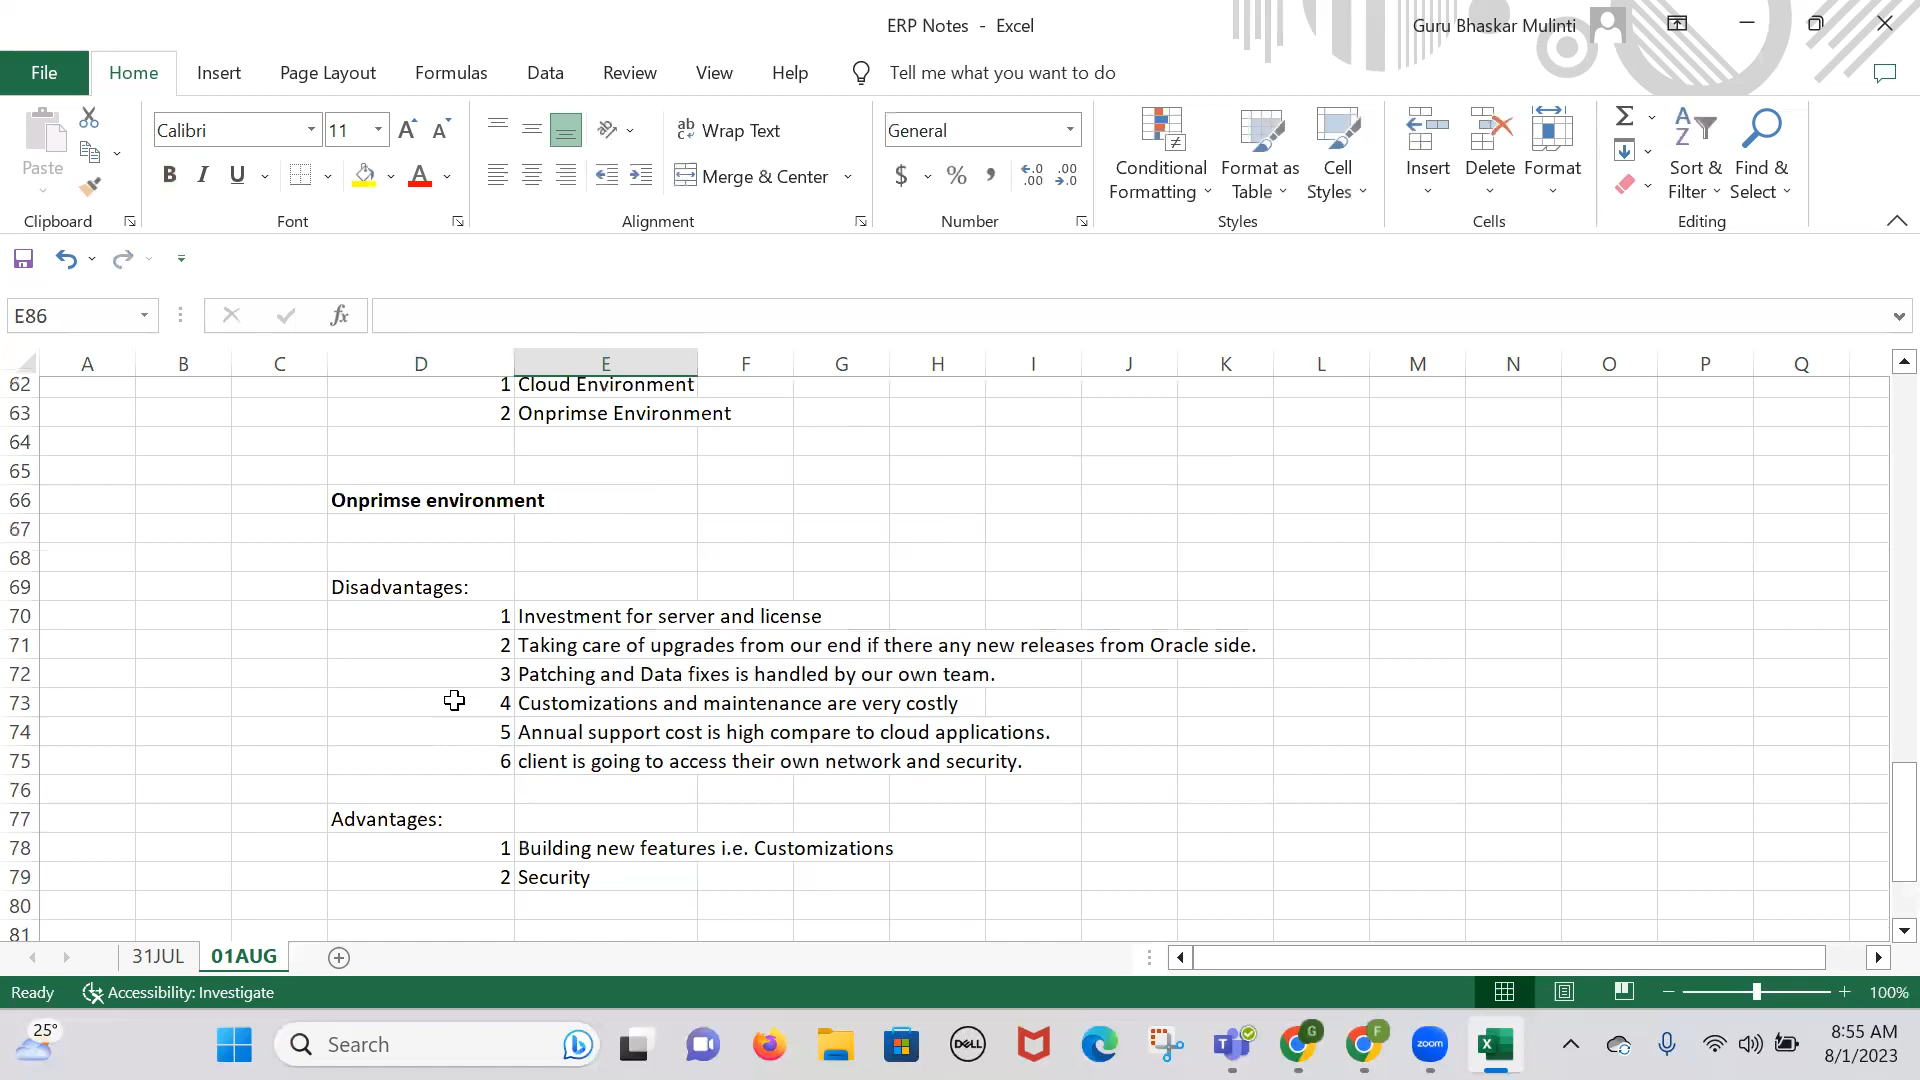 ERP Notes - Excel
Guru Bhaskar Mulinti
File Home Insert Page Layout Formulas Data Review View Help Tell me what you want to do
Calibri 11 Wrap Text General
Paste B I U A Merge & Center $ % Conditional Formatting Format as Table Cell Styles Insert Delete Format Sort & Filter Find & Select
Clipboard Font Alignment Number Styles Cells Editing
E86 fx
A B C D E F G H I J K L M N O P Q
62 1 Cloud Environment
63 2 Onprimse Environment
64
65
66 Onprimse environment
67
68
69 Disadvantages:
70 1 Investment for server and license
71 2 Taking care of upgrades from our end if there any new releases from Oracle side.
72 3 Patching and Data fixes is handled by our own team.
73 4 Customizations and maintenance are very costly
74 5 Annual support cost is high compare to cloud applications.
75 6 client is going to access their own network and security.
76
77 Advantages:
78 1 Building new features i.e. Customizations
79 2 Security
80
81
31JUL 01AUG
Ready Accessibility: Investigate 100%
25° Search DELL zoom 8:55 AM
8/1/2023